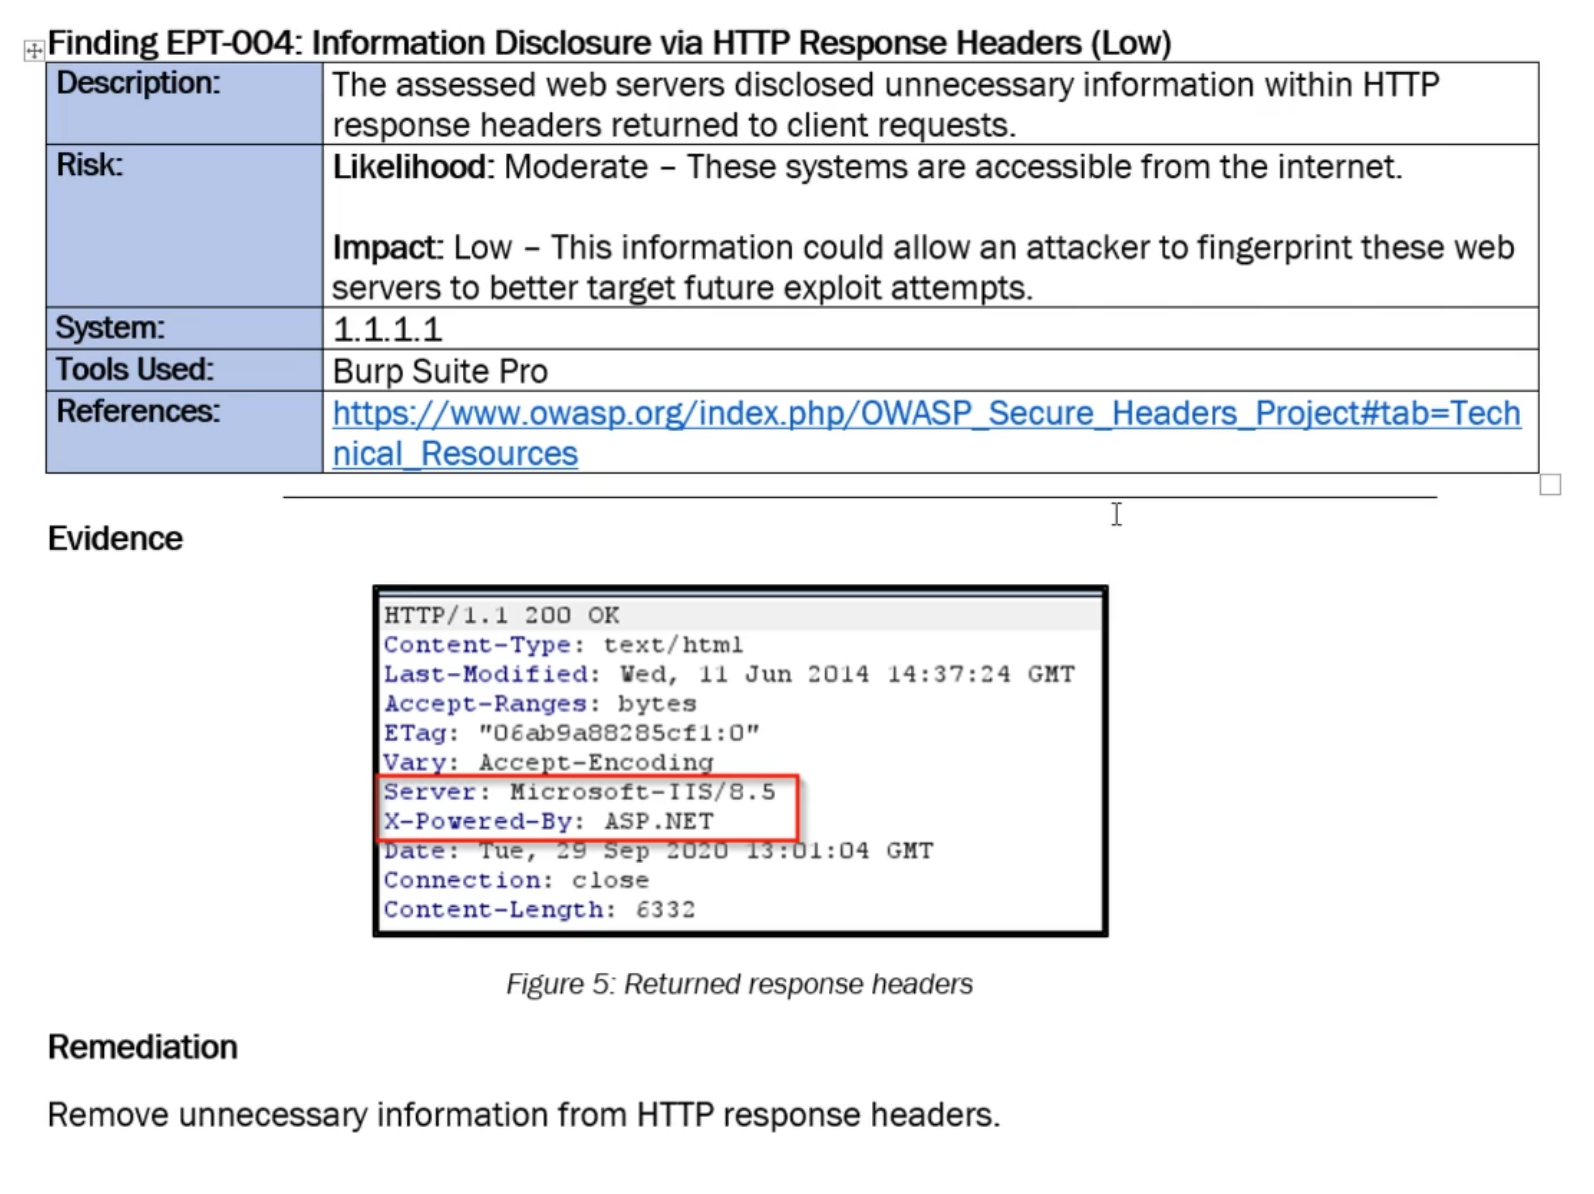 Finding EPT-004: Information Disclosure via HTTP Response Headers (Low)
Description:
The assessed web servers disclosed unnecessary information within HTTP
response headers returned to client requests.
Risk:
Likelihood: Moderate – These systems are accessible from the internet.
Impact: Low – This information could allow an attacker to fingerprint these web
servers to better target future exploit attempts.
System:
1.1.1.1
Tools Used:
Burp Suite Pro
References:
https://www.owasp.org/index.php/OWASP_Secure_Headers_Project#tab=Tech
nical_Resources
Evidence
HTTP/1.1 200 OK
Content-Type: text/html
Last-Modified: Wed, 11 Jun 2014 14:37:24 GMT
Accept-Ranges: bytes
ETag: "06ab9a88285cf1:0"
Vary: Accept-Encoding
Server: Microsoft-IIS/8.5
X-Powered-By: ASP.NET
Date: Tue, 29 Sep 2020 13:01:04 GMT
Connection: close
Content-Length: 6332
Figure 5: Returned response headers
Remediation
Remove unnecessary information from HTTP response headers.